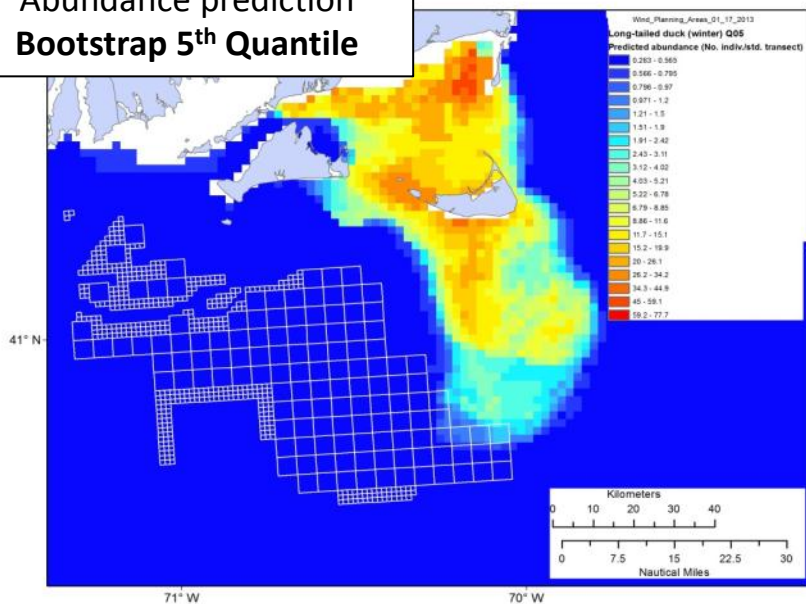 Abundance prediction
Bootstrap 5th Quantile
Wind_Planning_Areas_01_17_2013
Long-tailed duck (winter) Q05
Predicted abundance (No. indiv./std. transect)
0.283 - 0.565
0.566 - 0.795
0.796 - 0.97
0.971 - 1.2
1.21 - 1.5
1.51 - 1.9
1.91 - 2.42
2.43 - 3.11
3.12 - 4.02
4.03 - 5.21
5.22 - 6.78
6.79 - 8.85
8.86 - 11.6
11.7 - 15.1
15.2 - 19.9
20 - 26.1
26.2 - 34.2
34.3 - 44.9
45 - 59.1
59.2 - 77.7
41° N
Kilometers
0 10 20 30 40
0 7.5 15 22.5 30
Nautical Miles
71° W 70° W